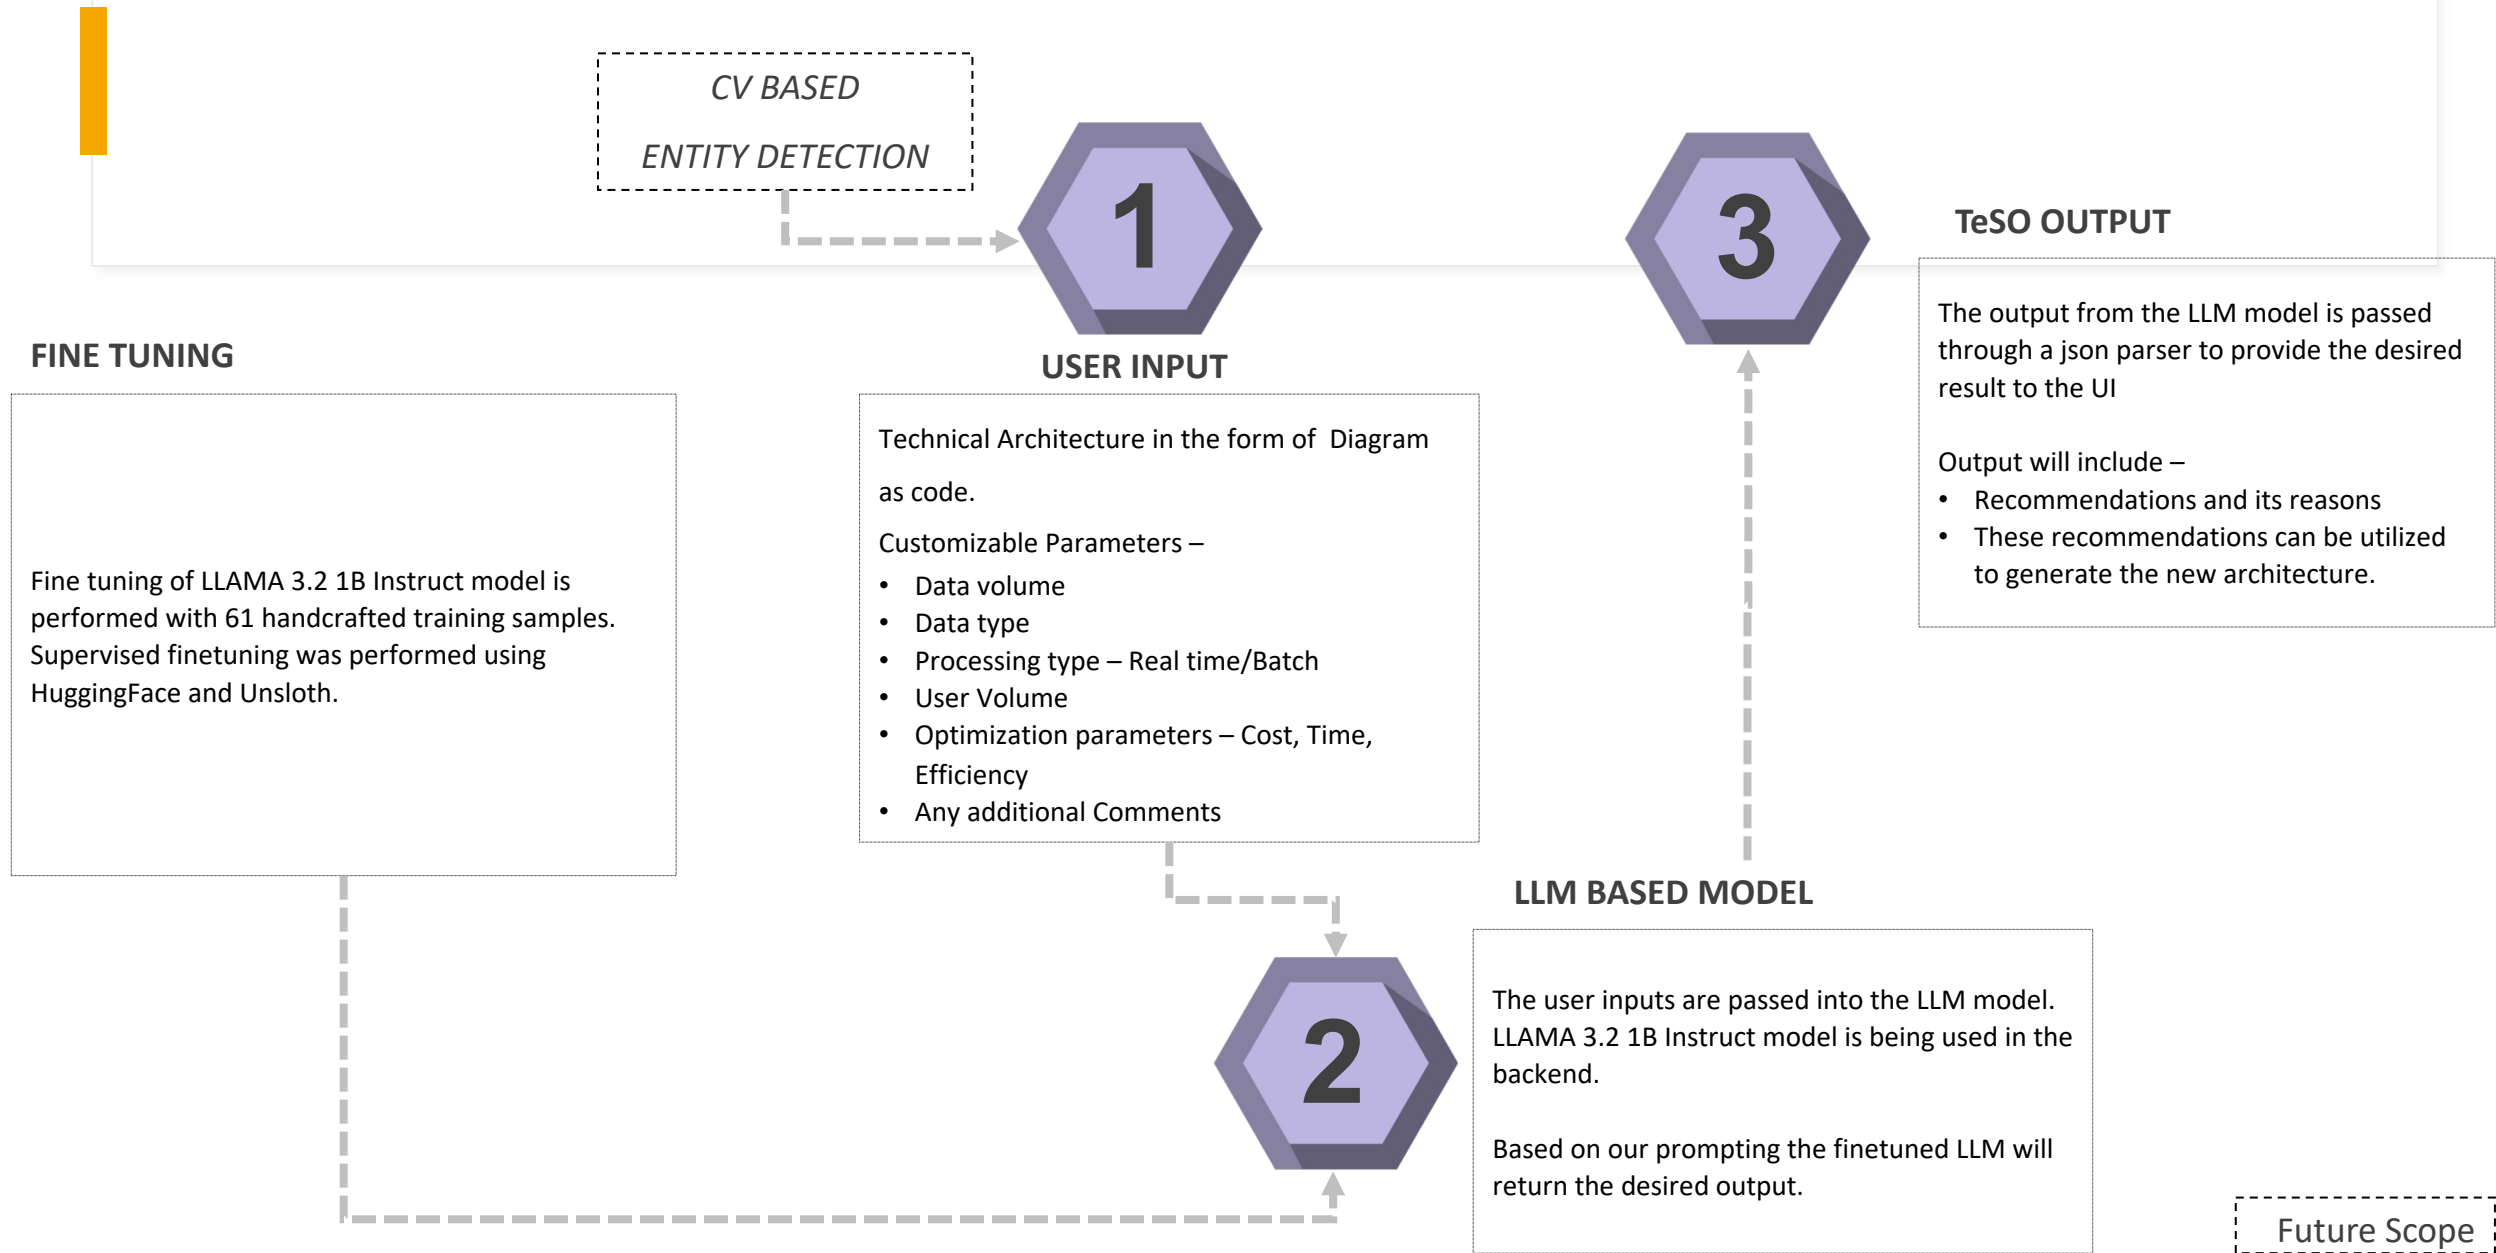 CV BASED
ENTITY DETECTION
1
3
TeSO OUTPUT
The output from the LLM model is passed
through a json parser to provide the desired
result to the UI
Output will include –
• Recommendations and its reasons
• These recommendations can be utilized
to generate the new architecture.
FINE TUNING
Fine tuning of LLAMA 3.2 1B Instruct model is
performed with 61 handcrafted training samples.
Supervised finetuning was performed using
HuggingFace and Unsloth.
USER INPUT
Technical Architecture in the form of  Diagram
as code.
Customizable Parameters –
• Data volume
• Data type
• Processing type – Real time/Batch
• User Volume
• Optimization parameters – Cost, Time,
Efficiency
• Any additional Comments
LLM BASED MODEL
2
The user inputs are passed into the LLM model.
LLAMA 3.2 1B Instruct model is being used in the
backend.
Based on our prompting the finetuned LLM will
return the desired output.
Future Scope